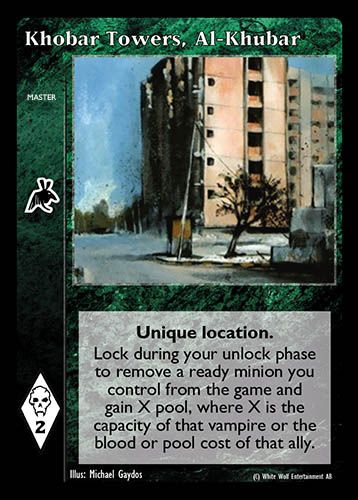 Khobar Towers, Al-Khubar
MASTER
Unique location.
Lock during your unlock phase
to remove a ready minion you
control from the game and
gain X pool, where X is the
capacity of that vampire or the
blood or pool cost of that ally.
2
Illus: Michael Gaydos
(C) White Wolf Entertainment AB